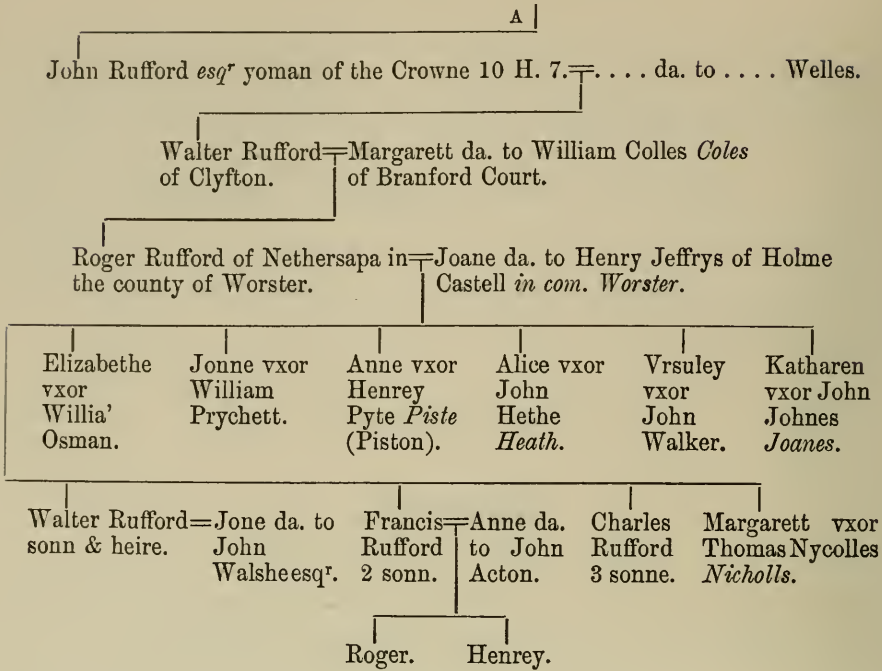 A
John Rufford esqr yoman of the Crowne 10 H. 7.=. . . . da. to . . . . Welles.
Walter Rufford=Margarett da. to William Colles Coles
of Clyfton. of Branford Court.
Roger Rufford of Nethersapa in=Joane da. to Henry Jeffrys of Holme
the county of Worster. Castell in com. Worster.
Elizabethe Jonne vxor Anne vxor Alice vxor Vrsuley Katharen
vxor William Henrey John vxor vxor John
Willia' Prychett. Pyte Piste Hethe John Johnes
Osman. (Piston). Heath. Walker. Joanes.
Walter Rufford=Jone da. to Francis=Anne da. Charles Margarett vxor
sonn & heire. John Rufford to John Rufford Thomas Nycolles
Walshe esqr. 2 sonn. Acton. 3 sonne. Nicholls.
Roger. Henrey.